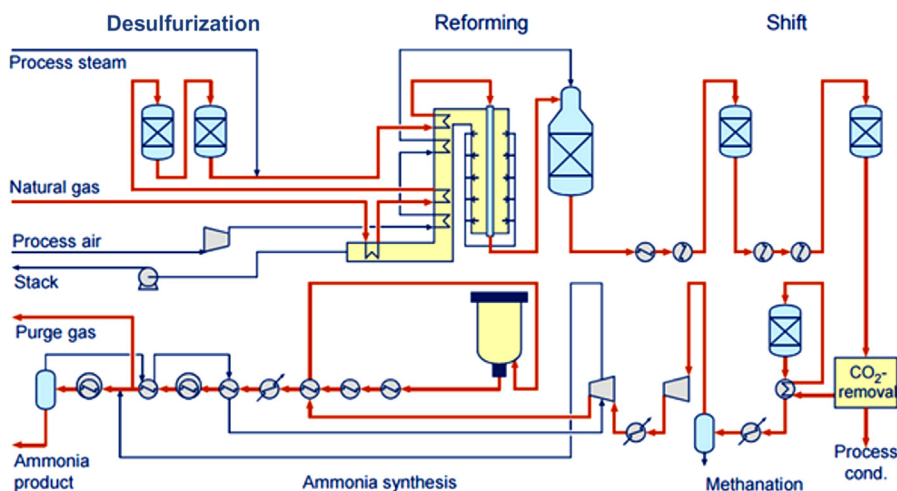 Desulfurization
Reforming
Shift
Process steam
Natural gas
Process air
Stack
Purge gas
CO₂-
removal
Ammonia
product
Ammonia synthesis
Methanation
Process
cond.